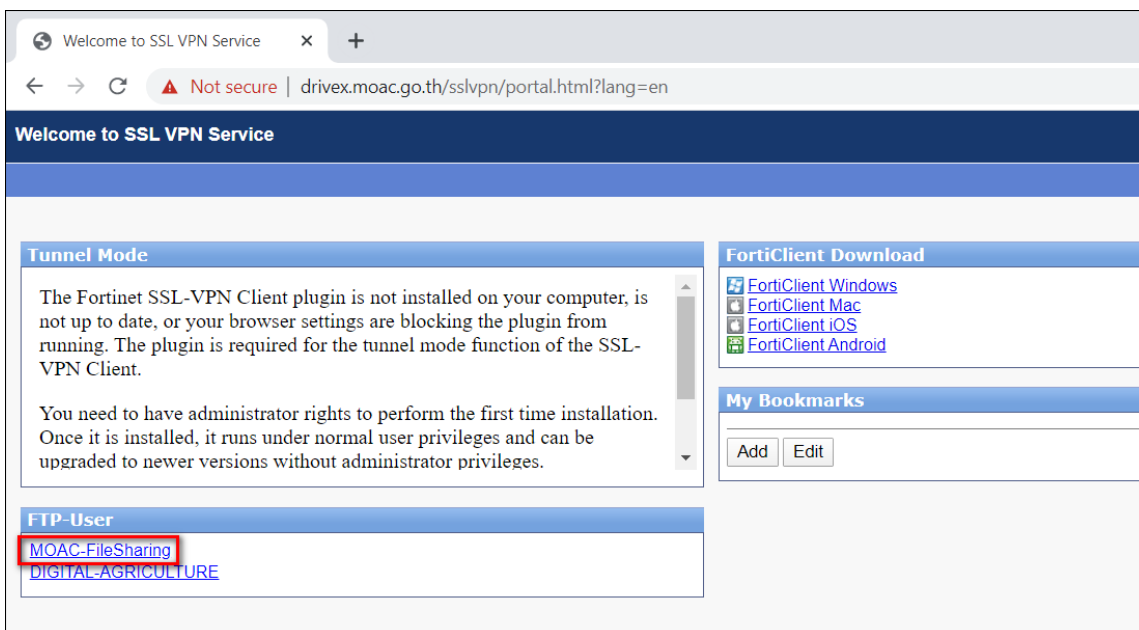 Welcome to SSL VPN Service
Not secure | drivex.moac.go.th/sslvpn/portal.html?lang=en
Welcome to SSL VPN Service
Tunnel Mode
The Fortinet SSL-VPN Client plugin is not installed on your computer, is
not up to date, or your browser settings are blocking the plugin from
running. The plugin is required for the tunnel mode function of the SSL-
VPN Client.
You need to have administrator rights to perform the first time installation.
Once it is installed, it runs under normal user privileges and can be
upgraded to newer versions without administrator privileges.
FTP-User
MOAC-FileSharing
DIGITAL-AGRICULTURE
FortiClient Download
FortiClient Windows
FortiClient Mac
FortiClient iOS
FortiClient Android
My Bookmarks
Add Edit